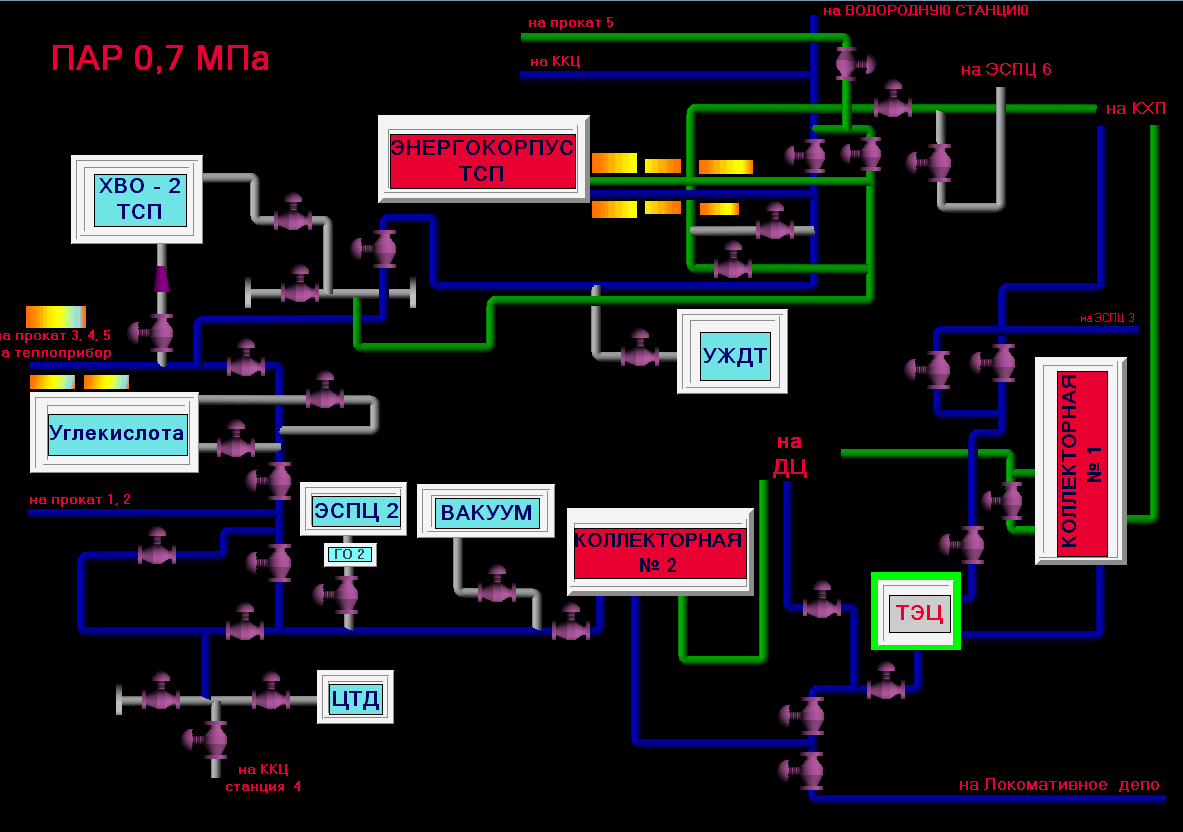 на ВОДОРОДНУЮ СТАНЦИЮ
на прокат 5
ПАР 0,7 МПа
на ККЦ
на ЭСПЦ 6
на КХП
ЭНЕРГОКОРПУС
ТСП
ХВО - 2
ТСП
на ЭСПЦ 3
на прокат 3, 4, 5
а теплоприбор
УЖДТ
КОЛЛЕКТОРНАЯ
№ 1
Углекислота
на
ДЦ
на прокат 1, 2
ЭСПЦ 2
ВАКУУМ
ГО 2
КОЛЛЕКТОРНАЯ
№ 2
ТЭЦ
ЦТД
на ККЦ
станция 4
на Локомативное депо